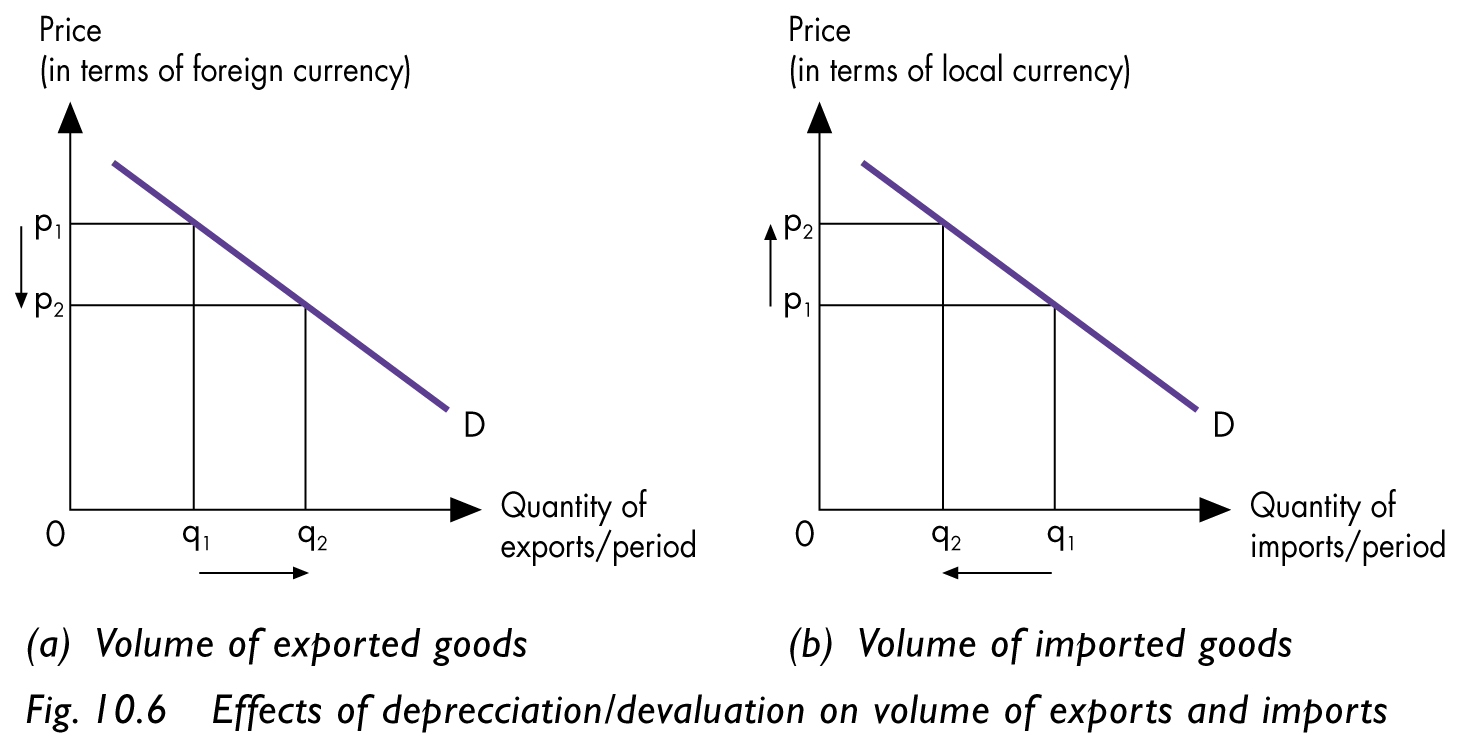 Price
(in terms of foreign currency)
p₁
p₂
D
0
q₁
q₂
Quantity of
exports/period
(a) Volume of exported goods
Price
(in terms of local currency)
p₂
p₁
D
0
q₂
q₁
Quantity of
imports/period
(b) Volume of imported goods
Fig. 10.6 Effects of deprecciation/devaluation on volume of exports and imports